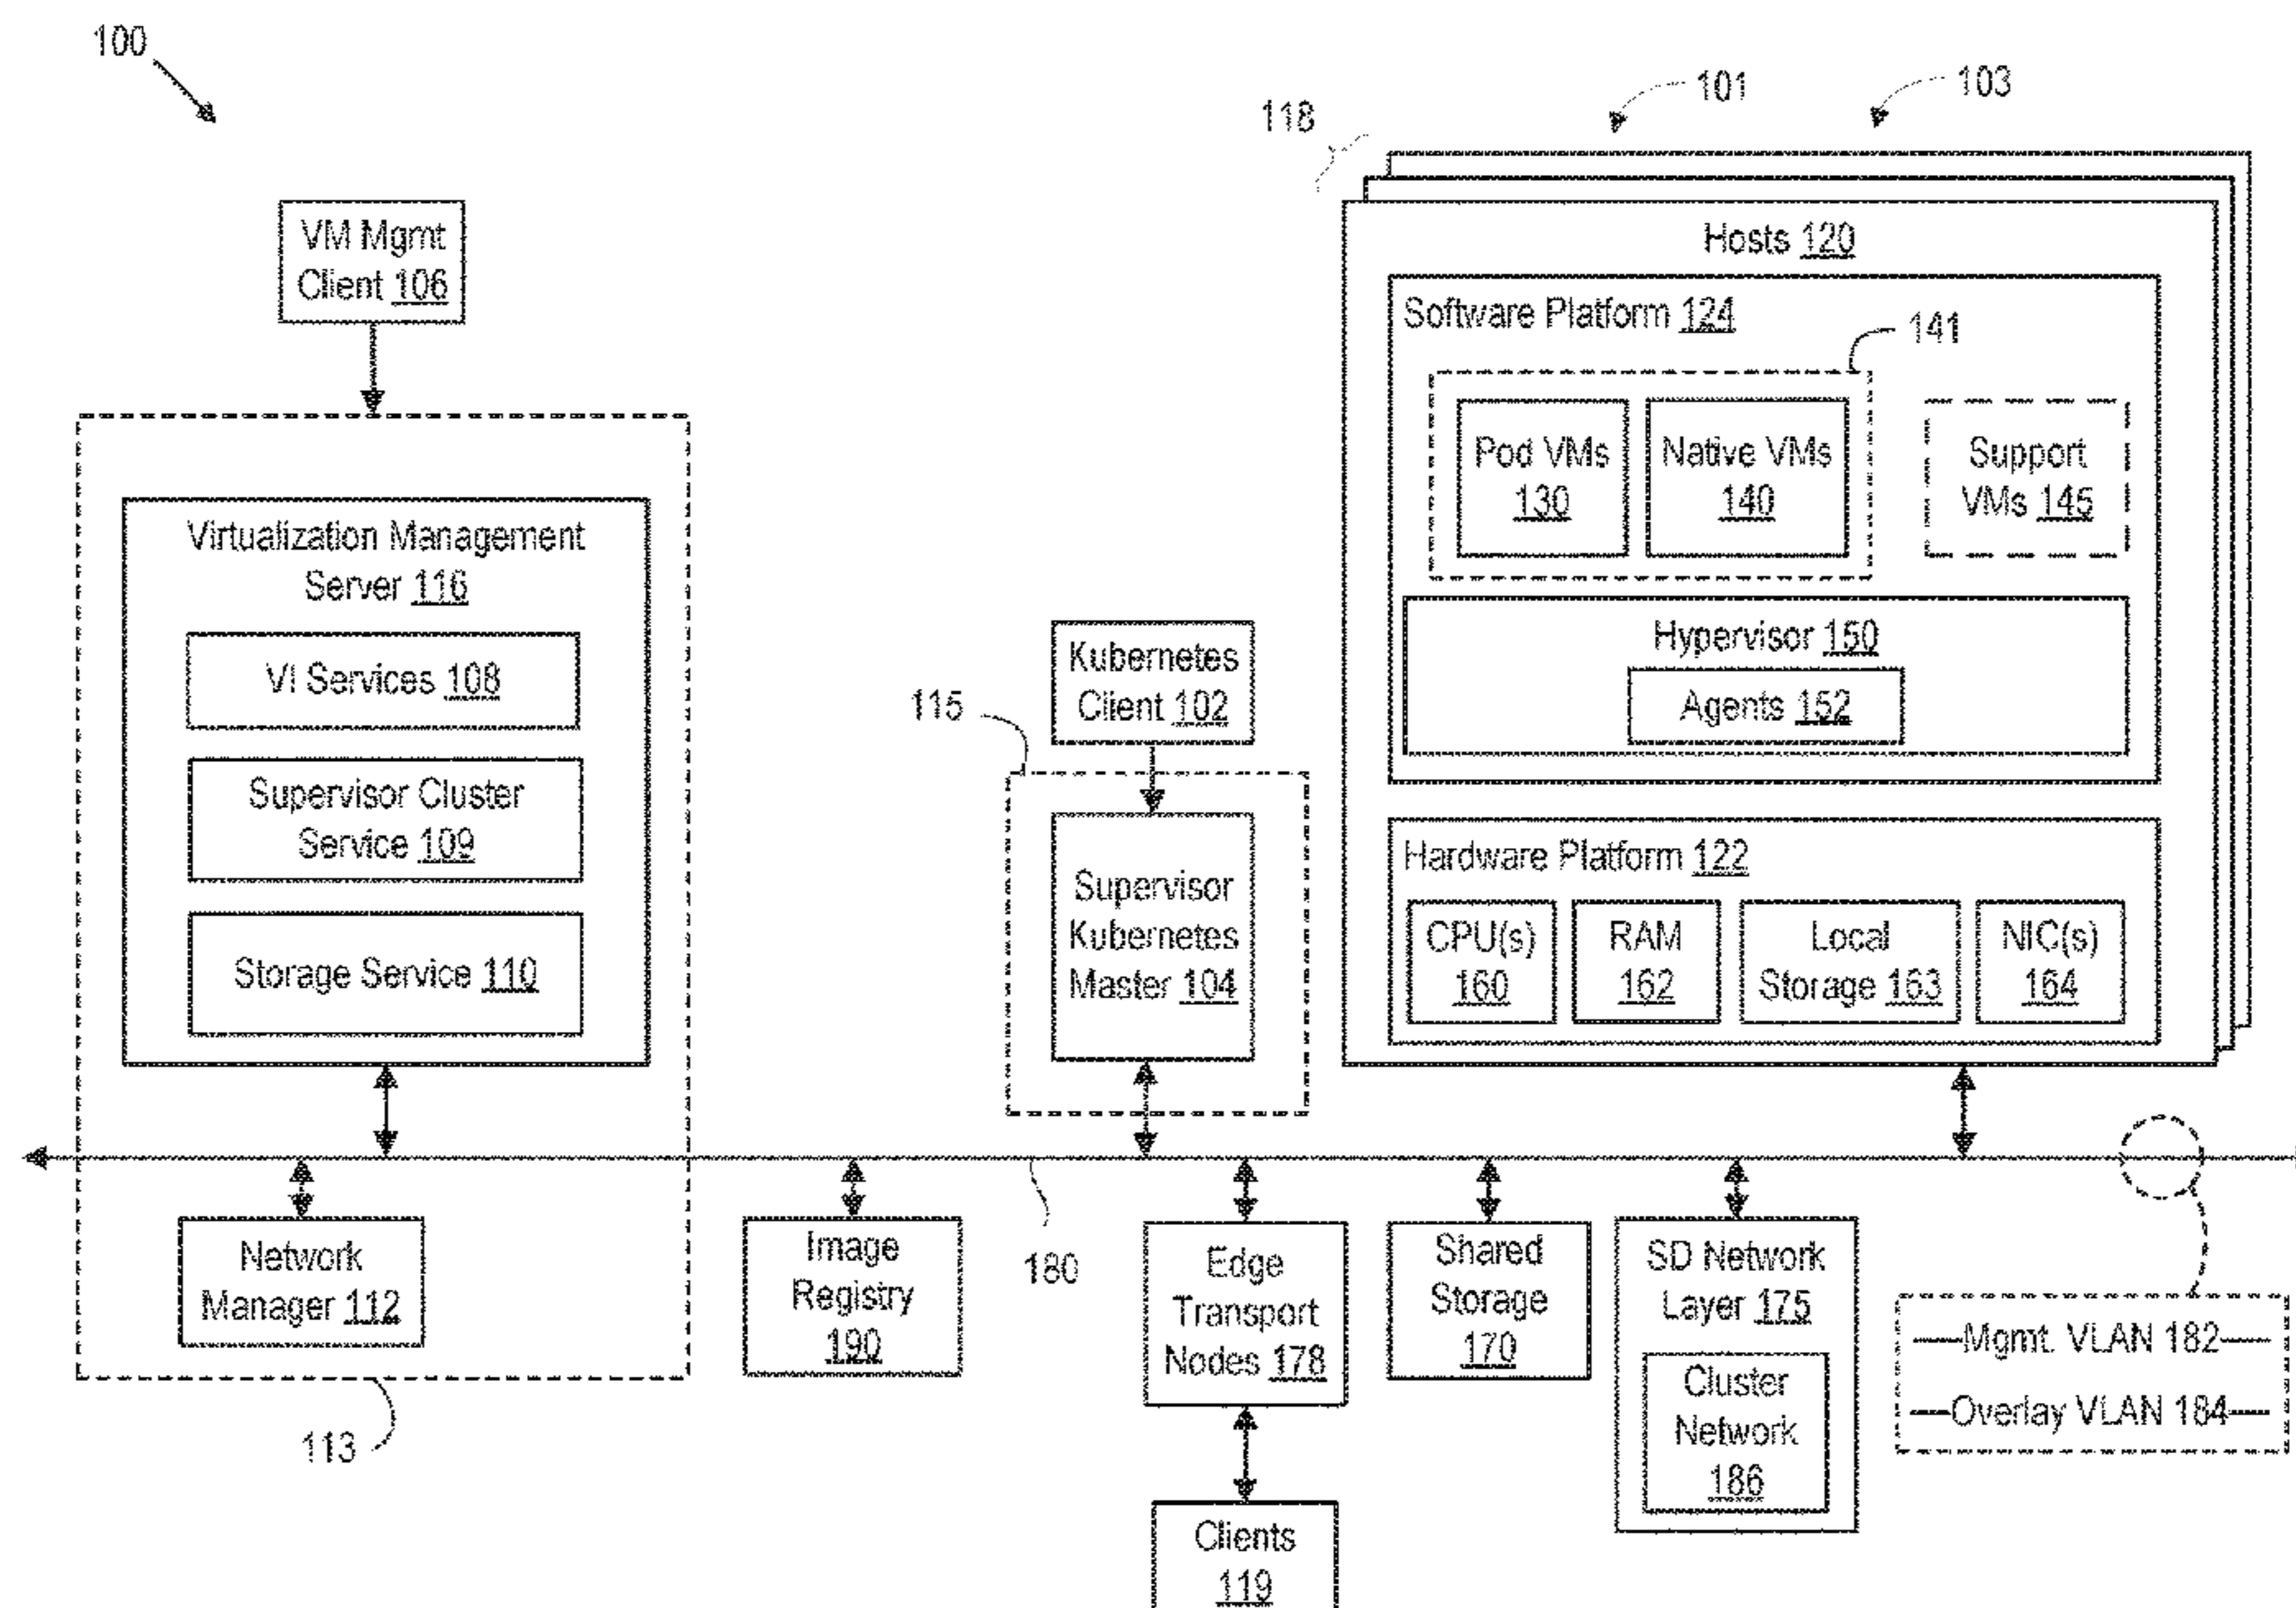 100
101
103
118
VM Mgmt
Client 106
Hosts 120
Software Platform 124
141
Pod VMs
130
Native VMs
140
Support
VMs 145
Hypervisor 150
Agents 152
Hardware Platform 122
CPU(s)
160
RAM
162
Local
Storage 163
NIC(s)
164
Virtualization Management
Server 116
VI Services 108
Supervisor Cluster
Service 109
Storage Service 110
115
Kubernetes
Client 102
Supervisor
Kubernetes
Master 104
Network
Manager 112
113
Image
Registry
190
180
Edge
Transport
Nodes 178
Clients
119
Shared
Storage
170
SD Network
Layer 175
Cluster
Network
186
Mgmt. VLAN 182
Overlay VLAN 184